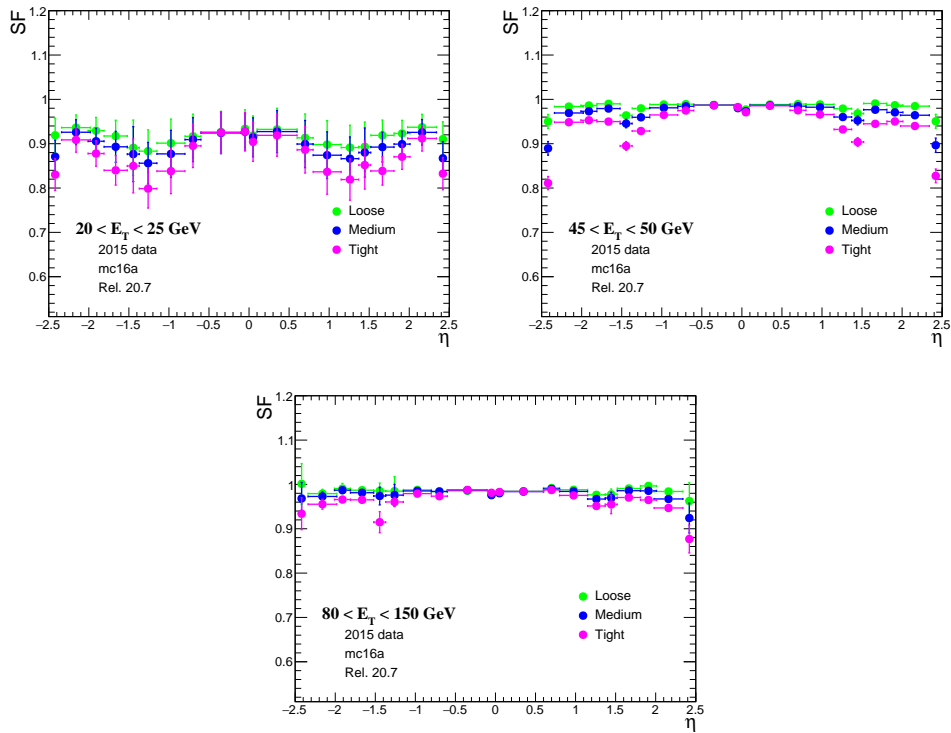 SF
1.2
1.1
1
0.9
0.8
0.7
0.6
20 < E_T < 25 GeV
2015 data
mc16a
Rel. 20.7
Loose
Medium
Tight
−2.5 −2 −1.5 −1 −0.5 0 0.5 1 1.5 2 2.5
η
SF
1.2
1.1
1
0.9
0.8
0.7
0.6
45 < E_T < 50 GeV
2015 data
mc16a
Rel. 20.7
Loose
Medium
Tight
−2.5 −2 −1.5 −1 −0.5 0 0.5 1 1.5 2 2.5
η
SF
1.2
1.1
1
0.9
0.8
0.7
0.6
80 < E_T < 150 GeV
2015 data
mc16a
Rel. 20.7
Loose
Medium
Tight
−2.5 −2 −1.5 −1 −0.5 0 0.5 1 1.5 2 2.5
η